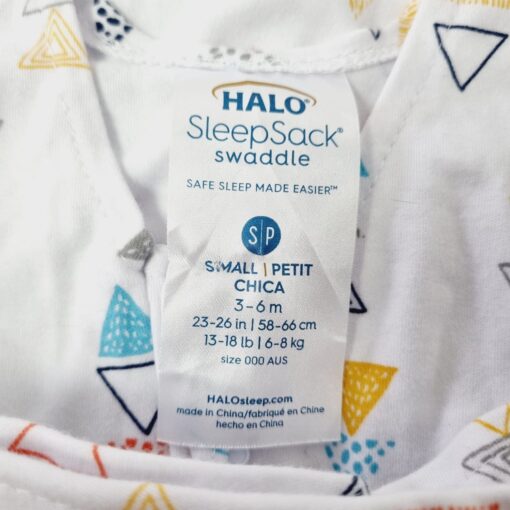 HALO®
SleepSack®
swaddle
SAFE SLEEP MADE EASIER™
S|P
SMALL | PETIT
CHICA
3-6 m
23-26 in | 58-66 cm
13-18 lb | 6-8 kg
size 000 AUS
HALOsleep.com
made in China/fabriqué en Chine
hecho en China